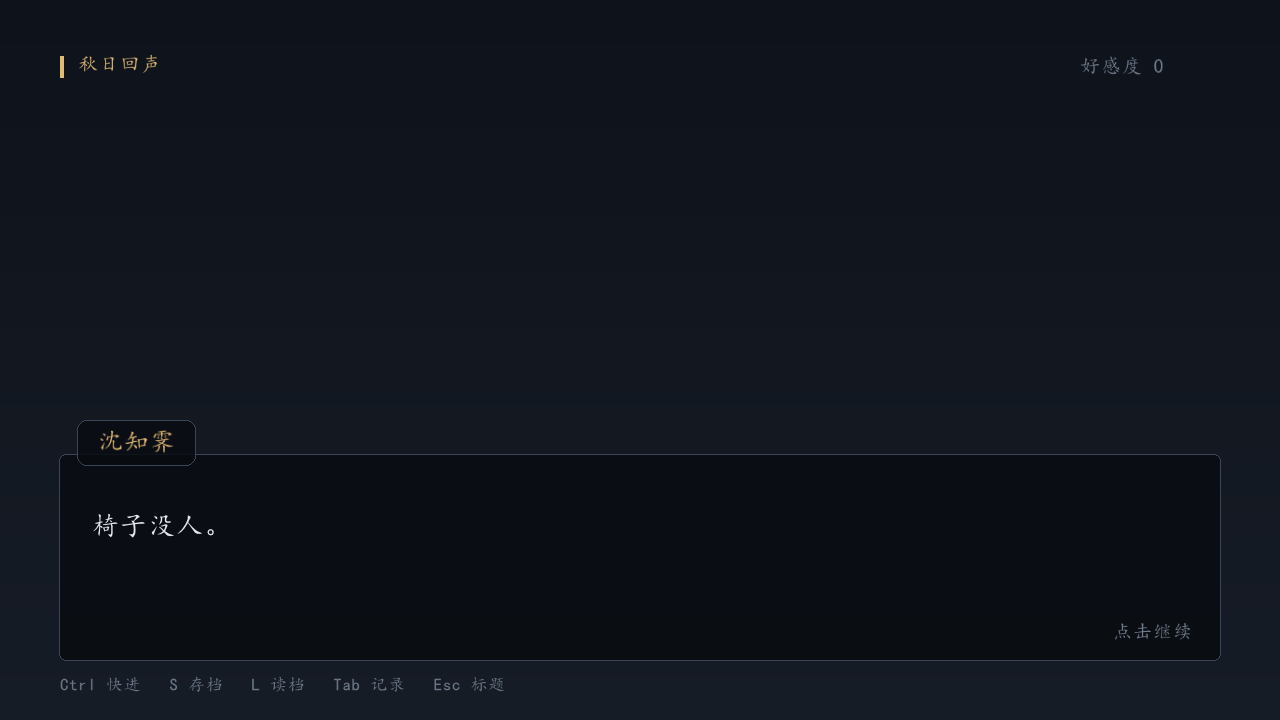 秋日回声
好感度 0
沈知霁
椅子没人。
点击继续
Ctrl 快进 S 存档 L 读档 Tab 记录 Esc 标题